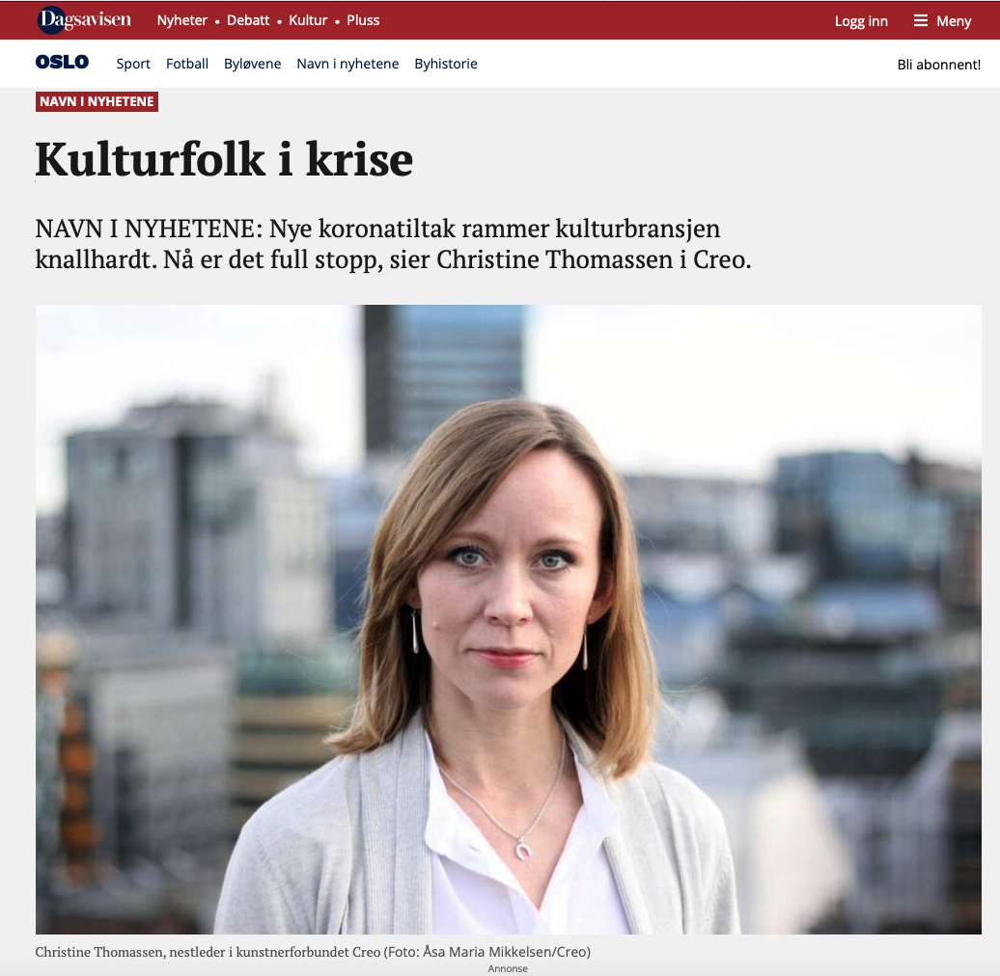 Dagsavisen Nyheter • Debatt • Kultur • Pluss Logg inn Meny
OSLO Sport Fotball Byløvene Navn i nyhetene Byhistorie Bli abonnent!
NAVN I NYHETENE
Kulturfolk i krise
NAVN I NYHETENE: Nye koronatiltak rammer kulturbransjen
knallhardt. Nå er det full stopp, sier Christine Thomassen i Creo.
Christine Thomassen, nestleder i kunstnerforbundet Creo (Foto: Åsa Maria Mikkelsen/Creo)
Annonse